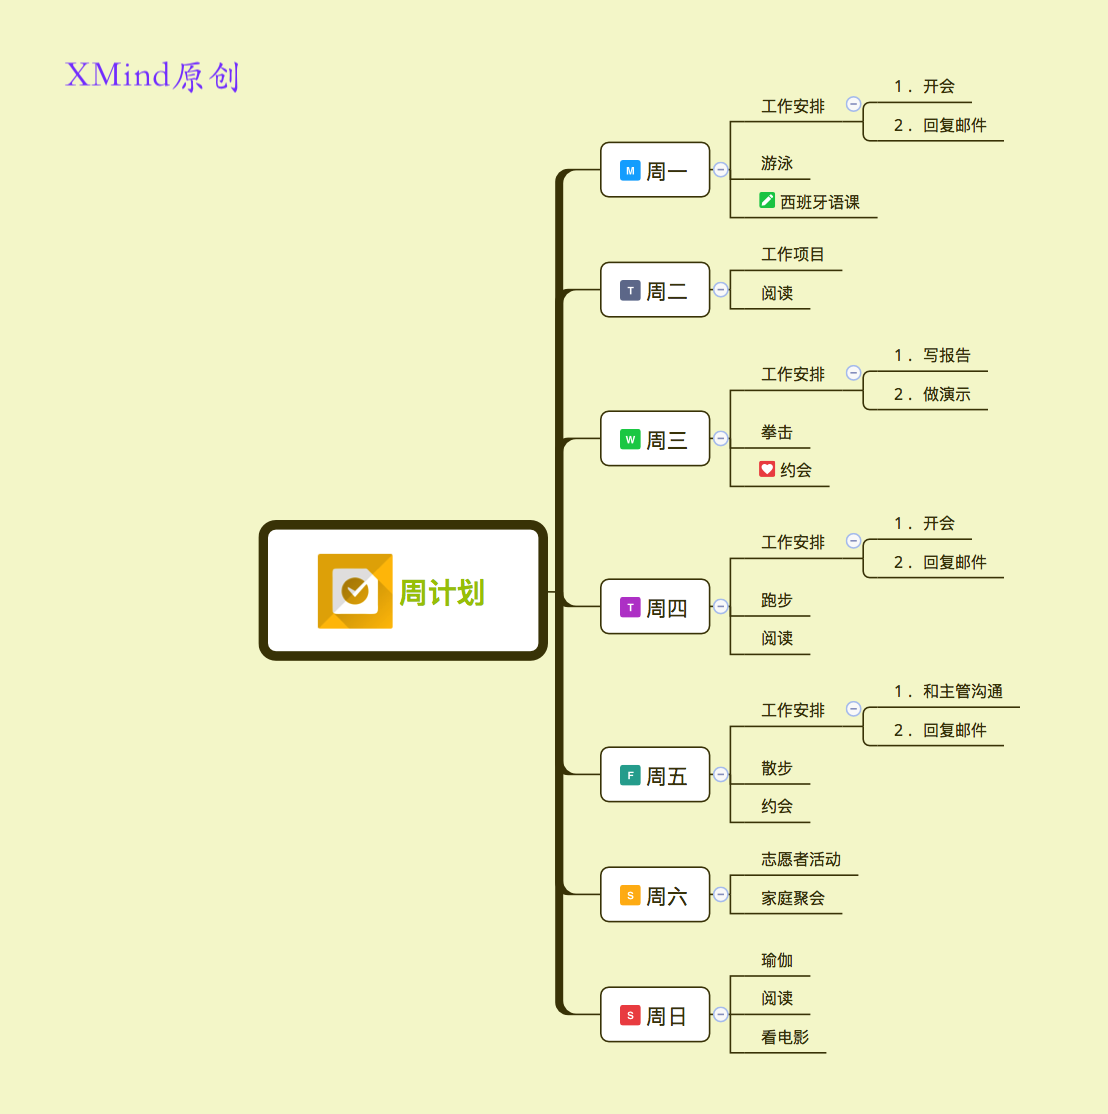 XMind原创
周计划
M 周一
工作安排
1. 开会
2. 回复邮件
游泳
西班牙语课
T 周二
工作项目
阅读
W 周三
工作安排
1. 写报告
2. 做演示
拳击
约会
T 周四
工作安排
1. 开会
2. 回复邮件
跑步
阅读
F 周五
工作安排
1. 和主管沟通
2. 回复邮件
散步
约会
S 周六
志愿者活动
家庭聚会
S 周日
瑜伽
阅读
看电影